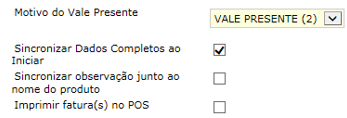 Motivo do Vale Presente
VALE PRESENTE (2)
Sincronizar Dados Completos ao
Iniciar
Sincronizar observação junto ao
nome do produto
Imprimir fatura(s) no POS